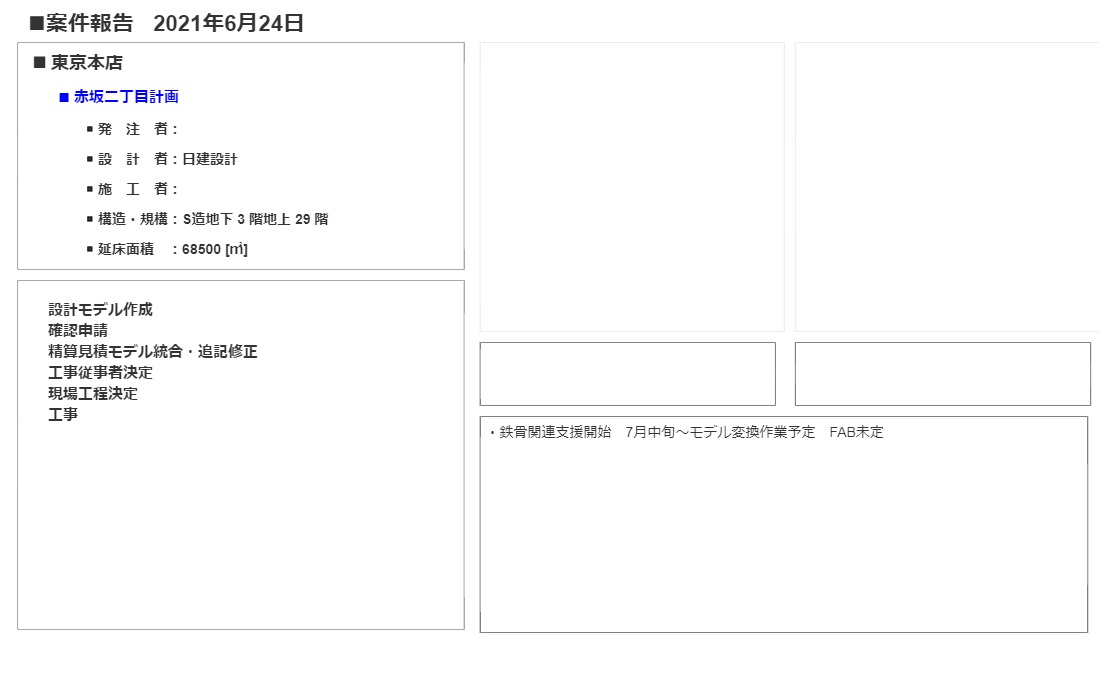 ■案件報告　2021年6月24日
■ 東京本店
■ 赤坂二丁目計画
▪ 発　注　者：
▪ 設　計　者：日建設計
▪ 施　工　者：
▪ 構造・規構：S造地下 3 階地上 29 階
▪ 延床面積　：68500 [㎡]
設計モデル作成
確認申請
精算見積モデル統合・追記修正
工事従事者決定
現場工程決定
工事
・鉄骨関連支援開始　7月中旬～モデル変換作業予定　FAB未定